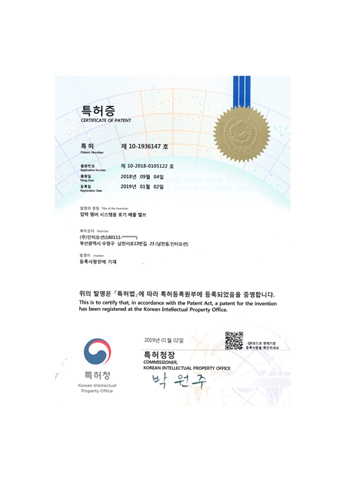 특허증
CERTIFICATE OF PATENT
특 허 제 10-1936147 호
Patent Number
출원번호 제 10-2018-0105122 호
Application Number
출원일 2018년 09월 04일
Filing Date
등록일 2019년 01월 02일
Registration Date
발명의 명칭 Title of the Invention
압력 챔버 시스템용 호기 배출 밸브
특허권자 Patentee
(주)인터오션(180111-*******)
부산광역시 수영구 남천서로13번길 23 (남천동,인터오션)
발명자 Inventor
등록사항란에 기재
위의 발명은 「특허법」에 따라 특허등록원부에 등록되었음을 증명합니다.
This is to certify that, in accordance with the Patent Act, a patent for the invention
has been registered at the Korean Intellectual Property Office.
2019년 01월 02일
QR코드로 현재기준
등록사항을 확인하세요
특허청장
COMMISSIONER,
KOREAN INTELLECTUAL PROPERTY OFFICE
박원주
특허청
Korean Intellectual
Property Office